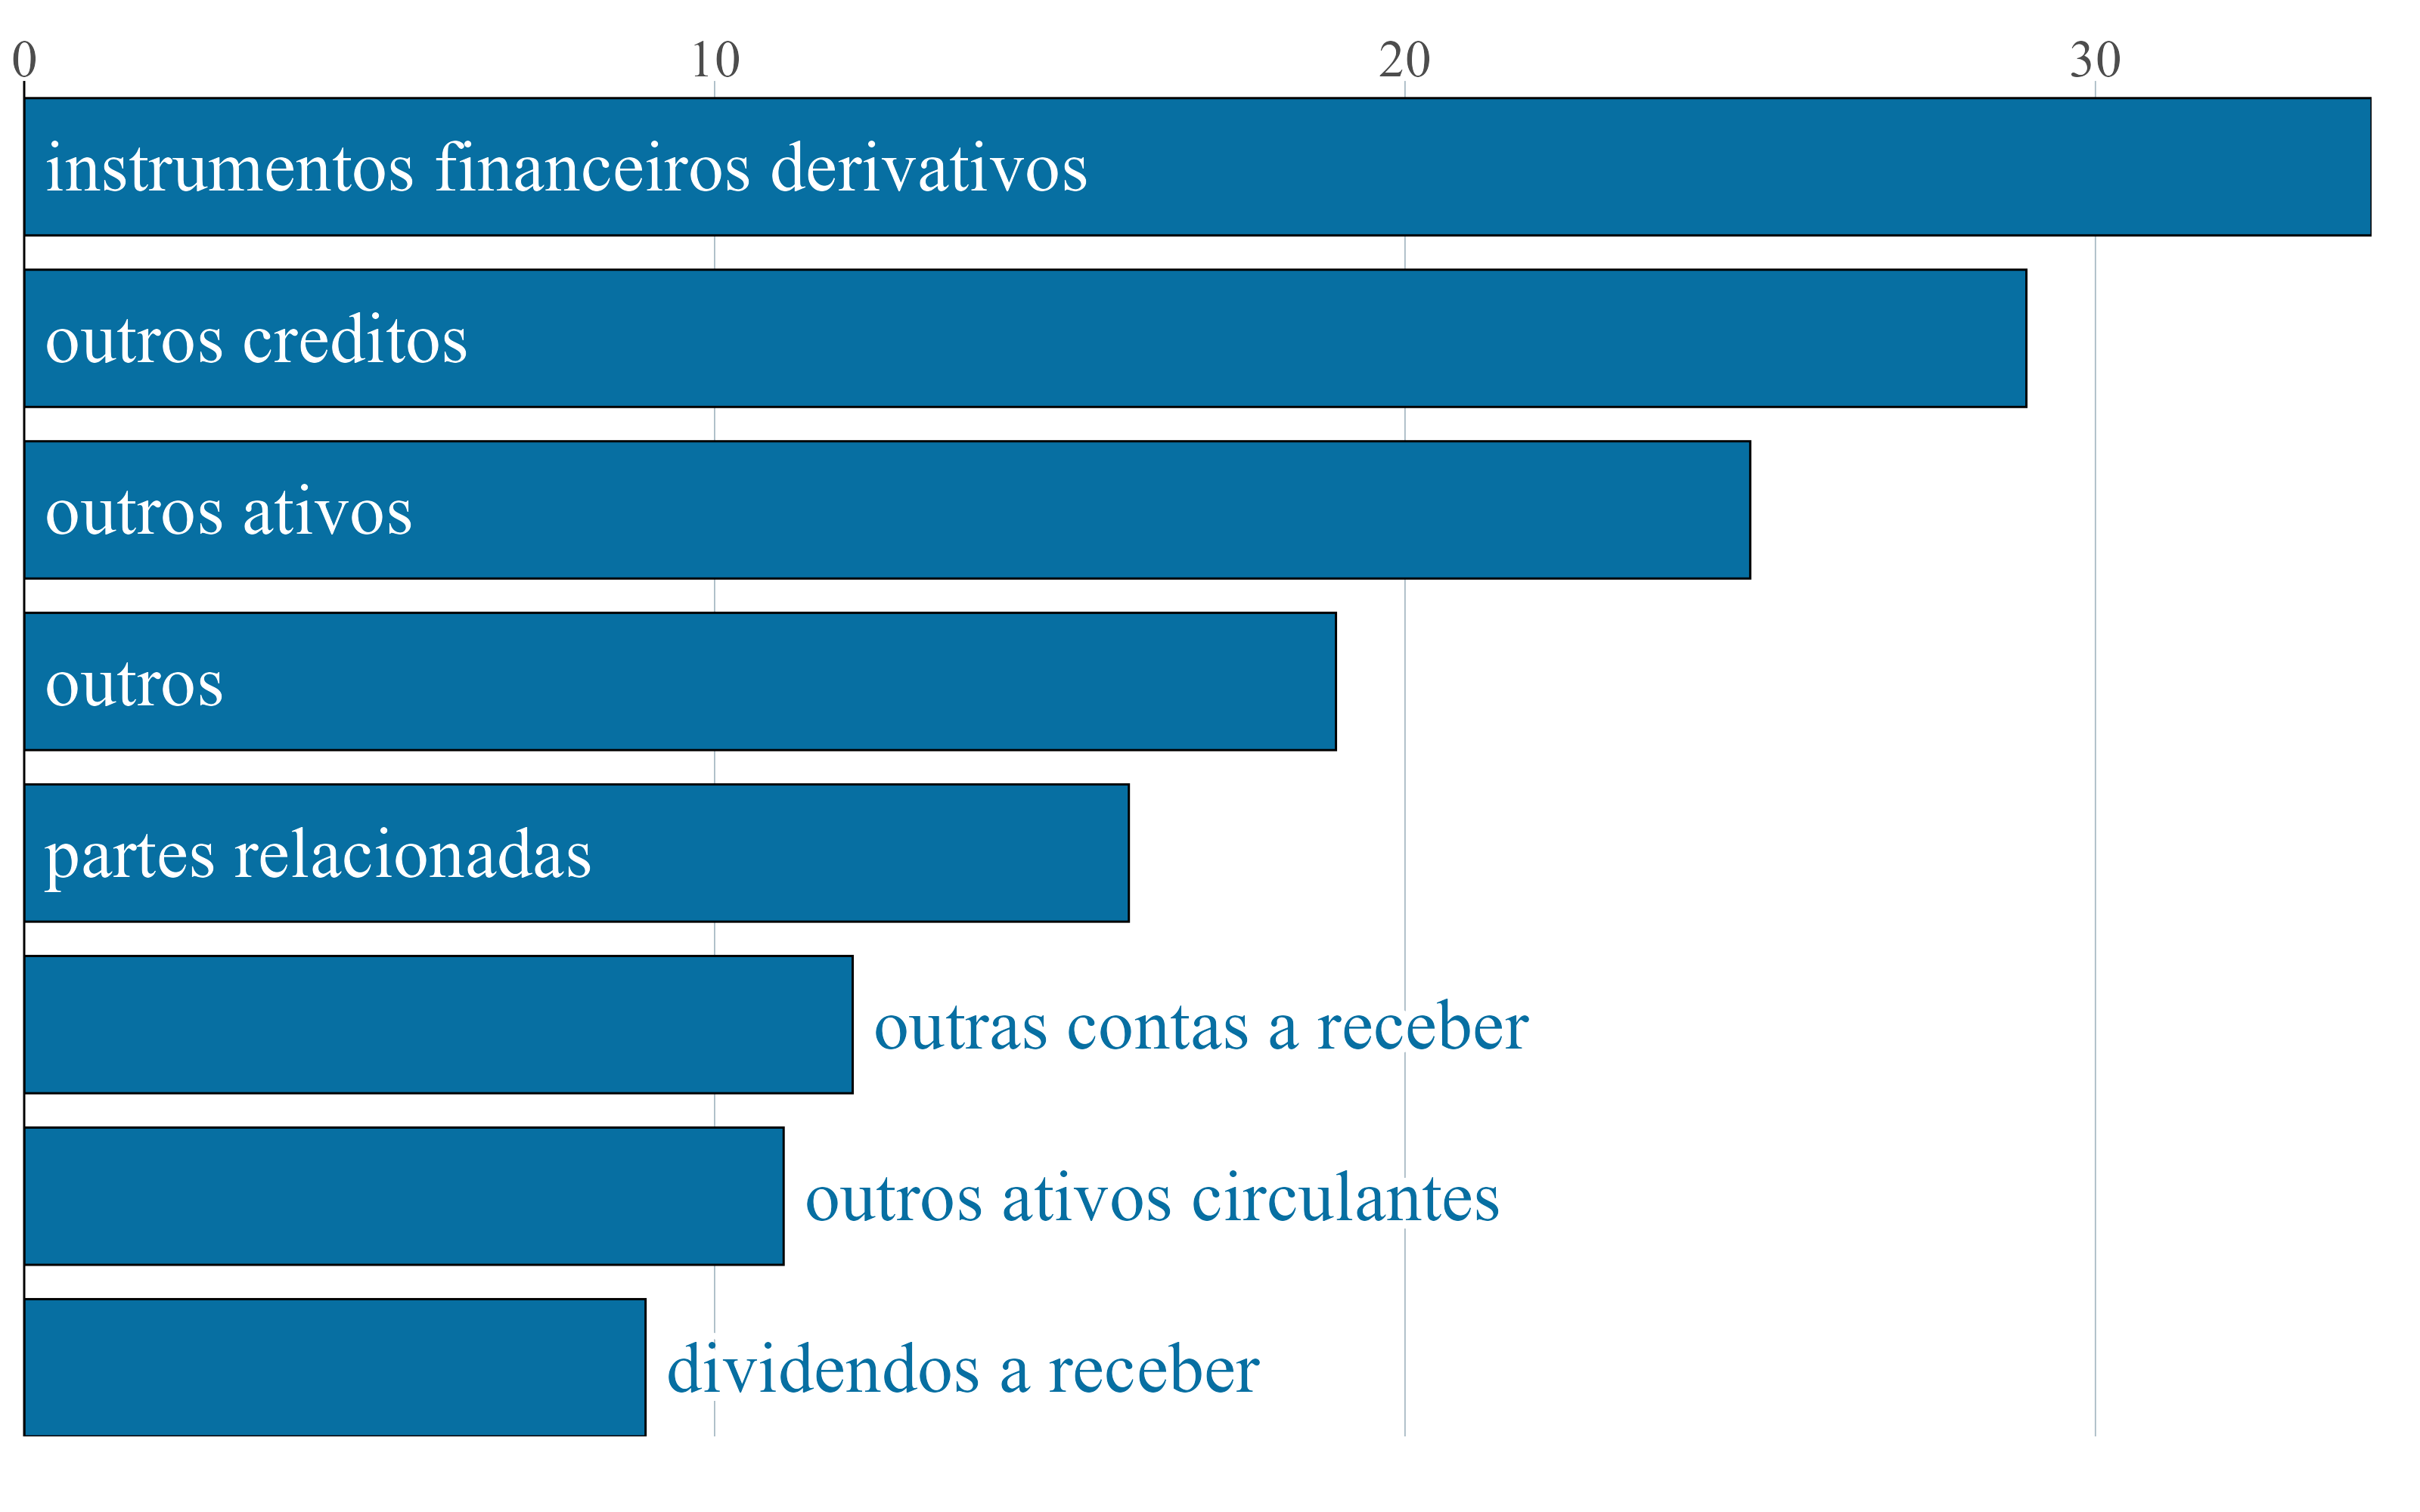 0 10 20 30
instrumentos financeiros derivativos
outros creditos
outros ativos
outros
partes relacionadas
outras contas a receber
outros ativos circulantes
dividendos a receber